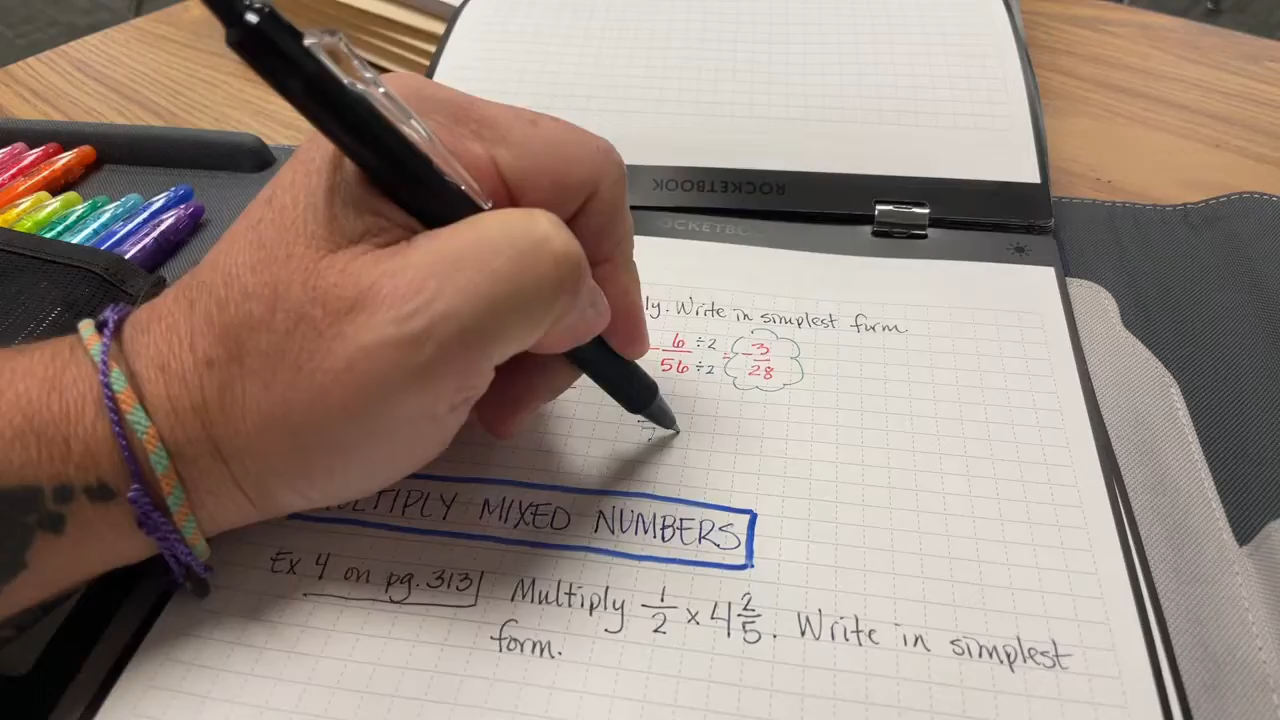 ROCKETBOOK
ly. Write in simplest form
- 6/56 ÷2 ÷2 = -3/28
MULTIPLY MIXED NUMBERS
Ex 4 on pg. 313 Multiply 1/2 x 4 2/5. Write in simplest
form.